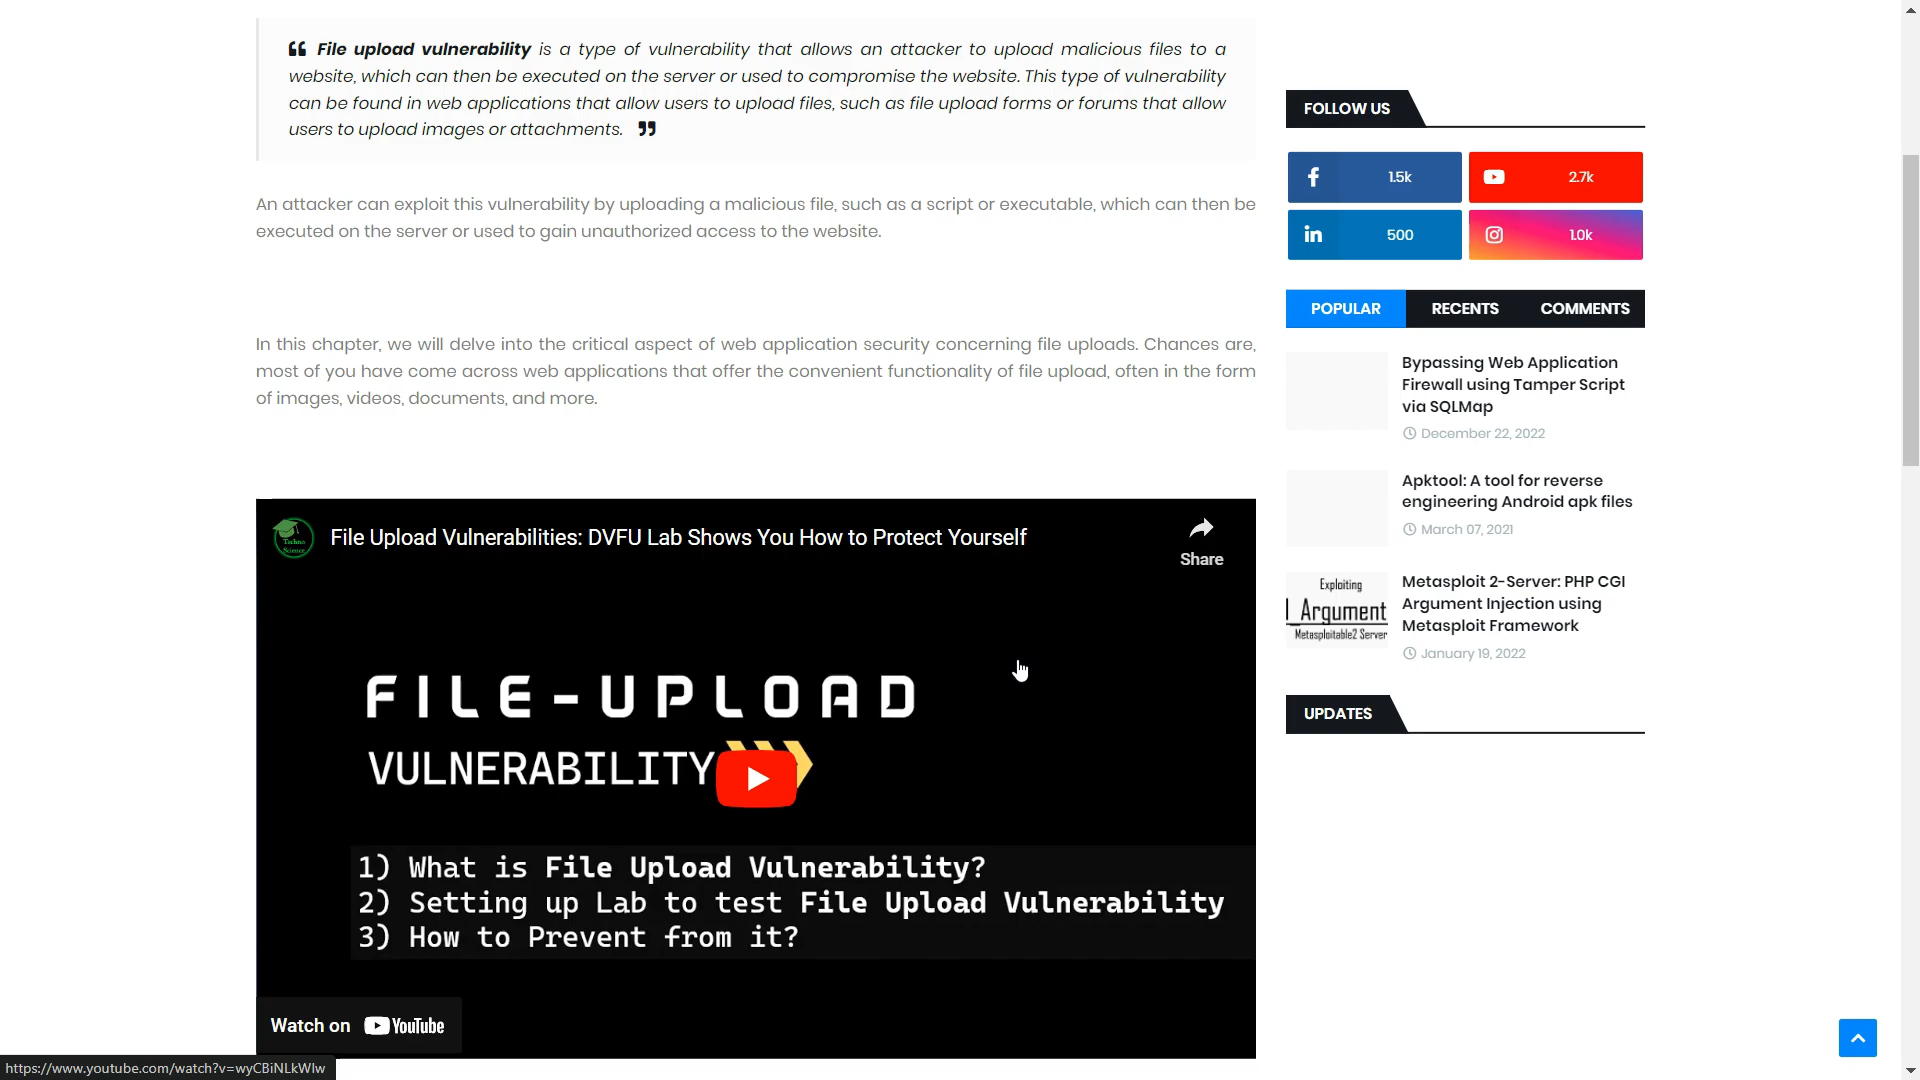 File upload vulnerability is a type of vulnerability that allows an attacker to upload malicious files to a
website, which can then be executed on the server or used to compromise the website. This type of vulnerability
can be found in web applications that allow users to upload files, such as file upload forms or forums that allow
users to upload images or attachments.
An attacker can exploit this vulnerability by uploading a malicious file, such as a script or executable, which can then be
executed on the server or used to gain unauthorized access to the website.
In this chapter, we will delve into the critical aspect of web application security concerning file uploads. Chances are,
most of you have come across web applications that offer the convenient functionality of file upload, often in the form
of images, videos, documents, and more.
Techno
Science
File Upload Vulnerabilities: DVFU Lab Shows You How to Protect Yourself
Share
FILE-UPLOAD
VULNERABILITY
1) What is File Upload Vulnerability?
2) Setting up Lab to test File Upload Vulnerability
3) How to Prevent from it?
Watch on YouTube
https://www.youtube.com/watch?v=wyCBiNLkWlw
FOLLOW US
1.5k
2.7k
500
1.0k
POPULAR RECENTS COMMENTS
Bypassing Web Application
Firewall using Tamper Script
via SQLMap
December 22, 2022
Apktool: A tool for reverse
engineering Android apk files
March 07, 2021
Exploiting
I_Argument
Metasploitable2 Server
Metasploit 2-Server: PHP CGI
Argument Injection using
Metasploit Framework
January 19, 2022
UPDATES